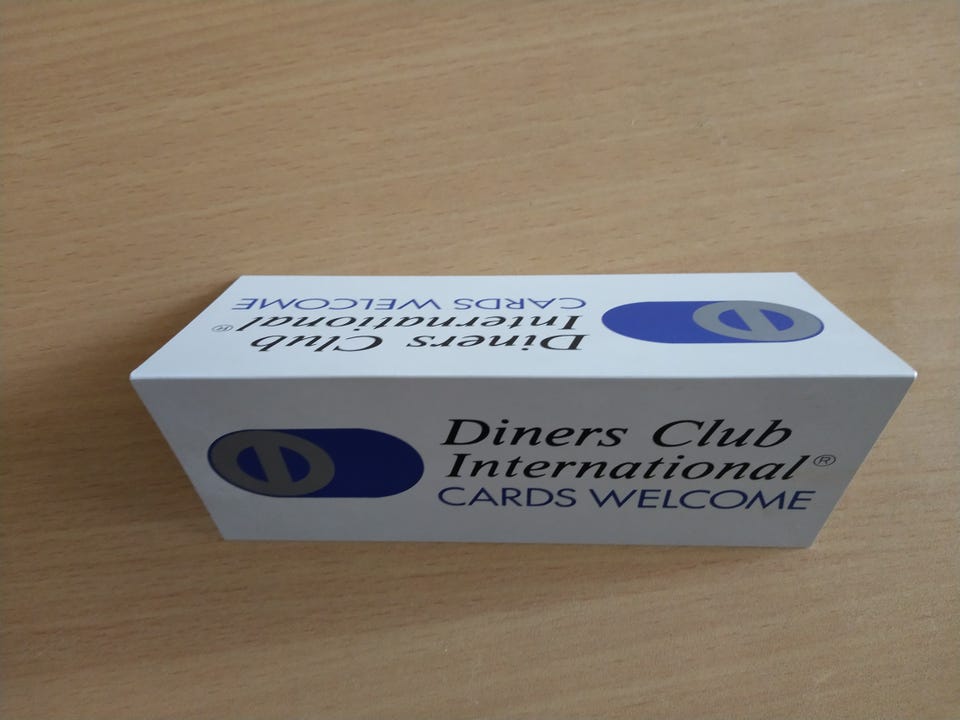 CARDS WELCOME
International®
Diners Club
Diners Club
International®
CARDS WELCOME